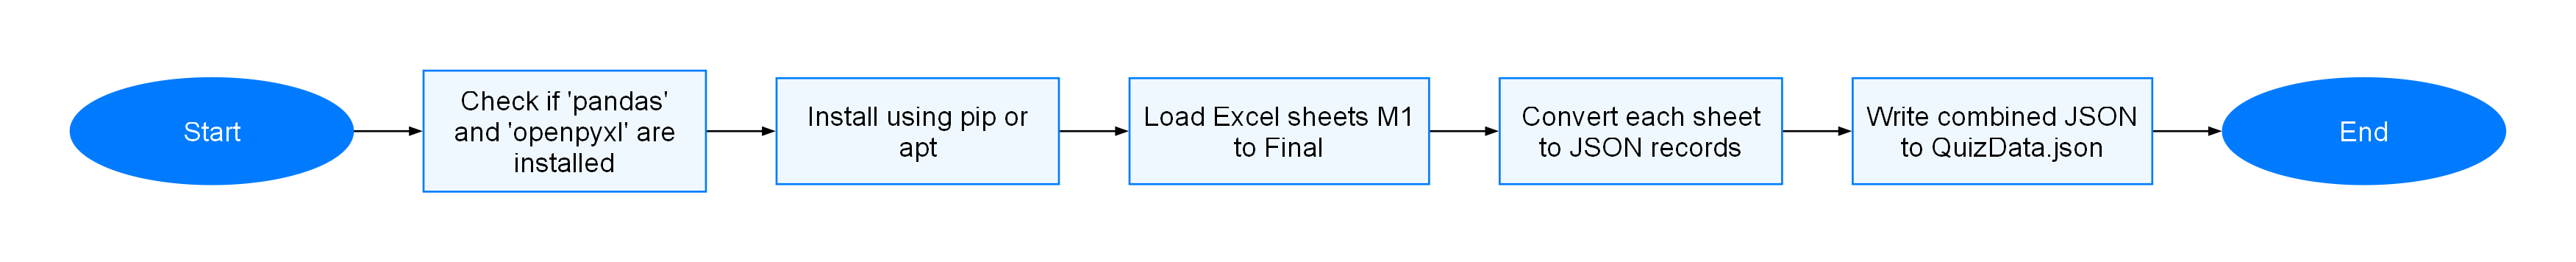 Start
Check if 'pandas'
and 'openpyxl' are
installed
Install using pip or
apt
Load Excel sheets M1
to Final
Convert each sheet
to JSON records
Write combined JSON
to QuizData.json
End